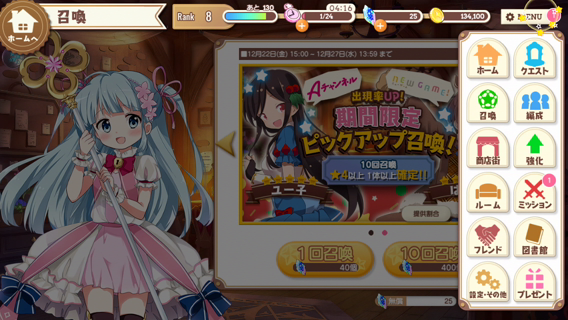 ホームへ
召喚
Rank 8
あと 130
1/24
04:16
25
134,100
MENU
■12月22日(金) 15:00 ~ 12月27日(水) 13:59 まで
Aチャンネル
NEW GAME!
出現率UP!
期間限定
ピックアップ召喚!
10回召喚
★4以上 1体以上確定!!
ユー子
提供割合
1回召喚
40個
10回召喚
400
無償 25
ホーム
クエスト
召喚
編成
商店街
強化
ルーム
ミッション
1
フレンド
図書館
設定・その他
プレゼント